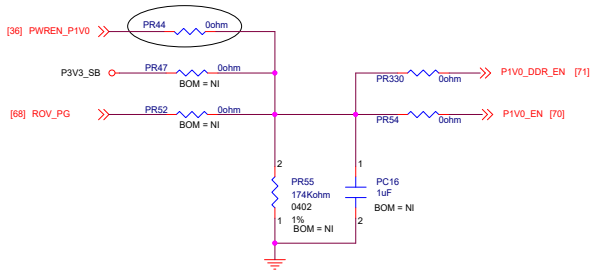 [36] PWREN_P1V0
PR44
0ohm
P3V3_SB
PR47
0ohm
BOM = NI
[68] ROV_PG
PR52
0ohm
BOM = NI
PR330
0ohm
P1V0_DDR_EN [71]
PR54
0ohm
P1V0_EN [70]
2
PR55
174Kohm
0402
1%
1
BOM = NI
1
PC16
1uF
BOM = NI
2